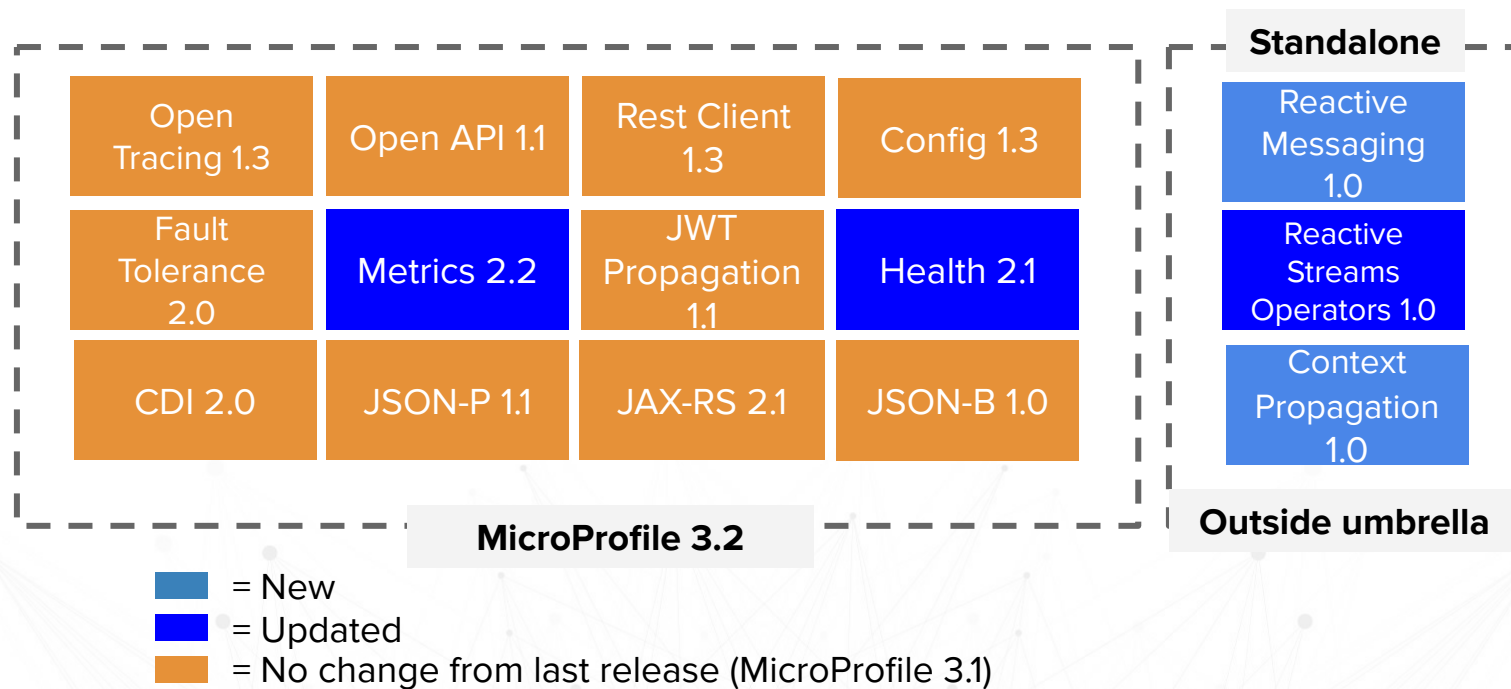 Standalone
Open
Tracing 1.3
Open API 1.1
Rest Client
1.3
Config 1.3
Reactive
Messaging
1.0
Fault
Tolerance
2.0
Metrics 2.2
JWT
Propagation
1.1
Health 2.1
Reactive
Streams
Operators 1.0
CDI 2.0
JSON-P 1.1
JAX-RS 2.1
JSON-B 1.0
Context
Propagation
1.0
MicroProfile 3.2
Outside umbrella
= New
= Updated
= No change from last release (MicroProfile 3.1)